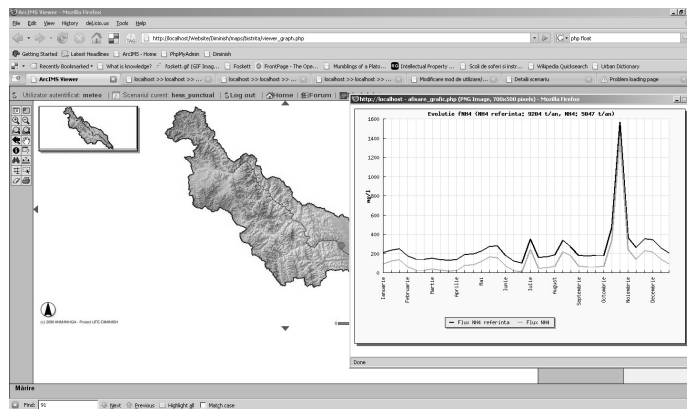 ArcIMS Viewer - Mozilla Firefox
File Edit View History del.icio.us Tools Help
http://localhost/Website/Diminish/maps/bistrita/viewer_graph.php
php float
Getting Started Latest Headlines ArcIMS - Home PhpMyAdmin Diminish
Recently Bookmarked What is knowledge? foskett.gif (GIF Imag... Foskett FrontPage - The Ope... Mumblings of a Plato... Intellectual Property ... Scoli de soferi si instr... Wikipedia Quicksearch Urban Dictionary
ArcIMS Viewer localhost >> localhost >> ... localhost >> localhost >> ... localhost >> localhost >> ... Modificare mod de utilizare/... Detalii scenariu Problem loading page
Utilizator autentificat: meteo Scenariul curent: hess_punctual Log out Home Forum
http://localhost - afisare_grafic.php (PNG Image, 700x500 pixels) - Mozilla Firefox
Evolutie fNH4 (NH4 referinta: 9284 t/an, NH4: 5047 t/an)
mg/l
1600
1400
1200
1000
800
600
400
200
0
Ianuarie Februarie Martie Aprilie Mai Iunie Iulie August Septembrie Octombrie Noiembrie Decembrie
Flux NH4 referinta Flux NH4
Done
Mărire
Find: 91 Next Previous Highlight all Match case